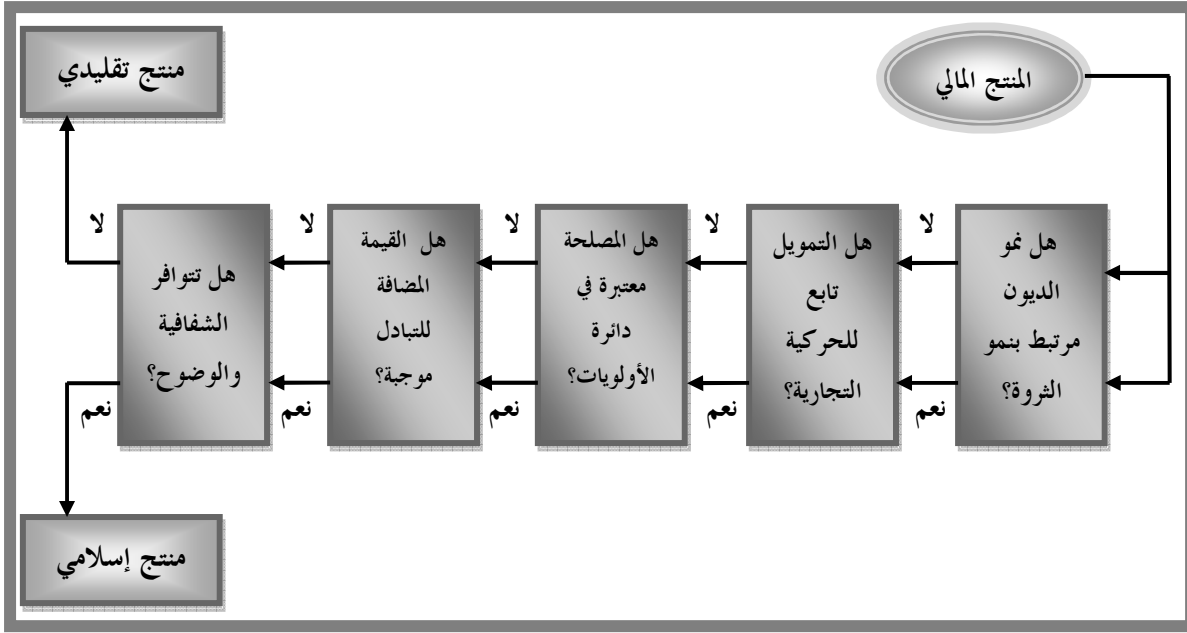 المنتج المالي
منتج تقليدي
هل نمو
الديون
مرتبط بنمو
الثروة؟
لا
نعم
هل التمويل
تابع
للحركية
التجارية؟
لا
نعم
هل المصلحة
معتبرة في
دائرة
الأولويات؟
لا
نعم
هل القيمة
المضافة
للتبادل
موجبة؟
لا
نعم
هل تتوافر
الشفافية
والوضوح؟
لا
نعم
منتج إسلامي